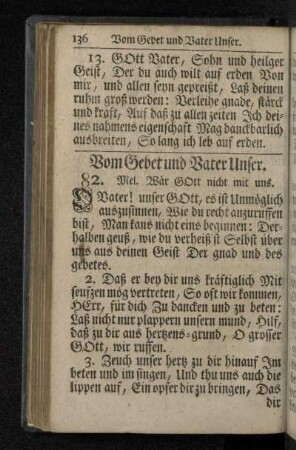 136 Vom Gebet und Vater Unser.
13. GOtt Vater, Sohn und heilger
Geist, Der du auch wilt auf erden Von
mir, und allen seyn gepreißt, Laß deinen
ruhm groß werden: Verleihe gnade, stärck
und kraft, Auf daß zu allen zeiten Ich dei-
nes nahmens eigenschaft Mag danckbarlich
ausbreiten, So lang ich leb auf erden.
Vom Gebet und Vater Unser.
82. Mel. Wär GOtt nicht mit uns.
O Vater! unser GOtt, es ist Unmöglich
auszusinnen, Wie du recht anzuruffen
bist, Man kans nicht eins beginnen: Der-
halben geuß, wie du verheiß'st Selbst über
uns aus deinen Geist Der gnad und des
gebetes.
2. Daß er bey dir uns kräftiglich Mit
seufzen mög vertreten, So oft wir kommen,
HErr, für dich Zu dancken und zu beten:
Laß nicht nur plappern unsern mund, Hilf,
daß zu dir aus hertzens-grund, O grosser
GOtt, wir ruffen.
3. Zeuch unser hertz zu dir hinauf Im
beten und im singen, Und thu uns auch die
lippen auf, Ein opfer dir zu bringen, Das
dir